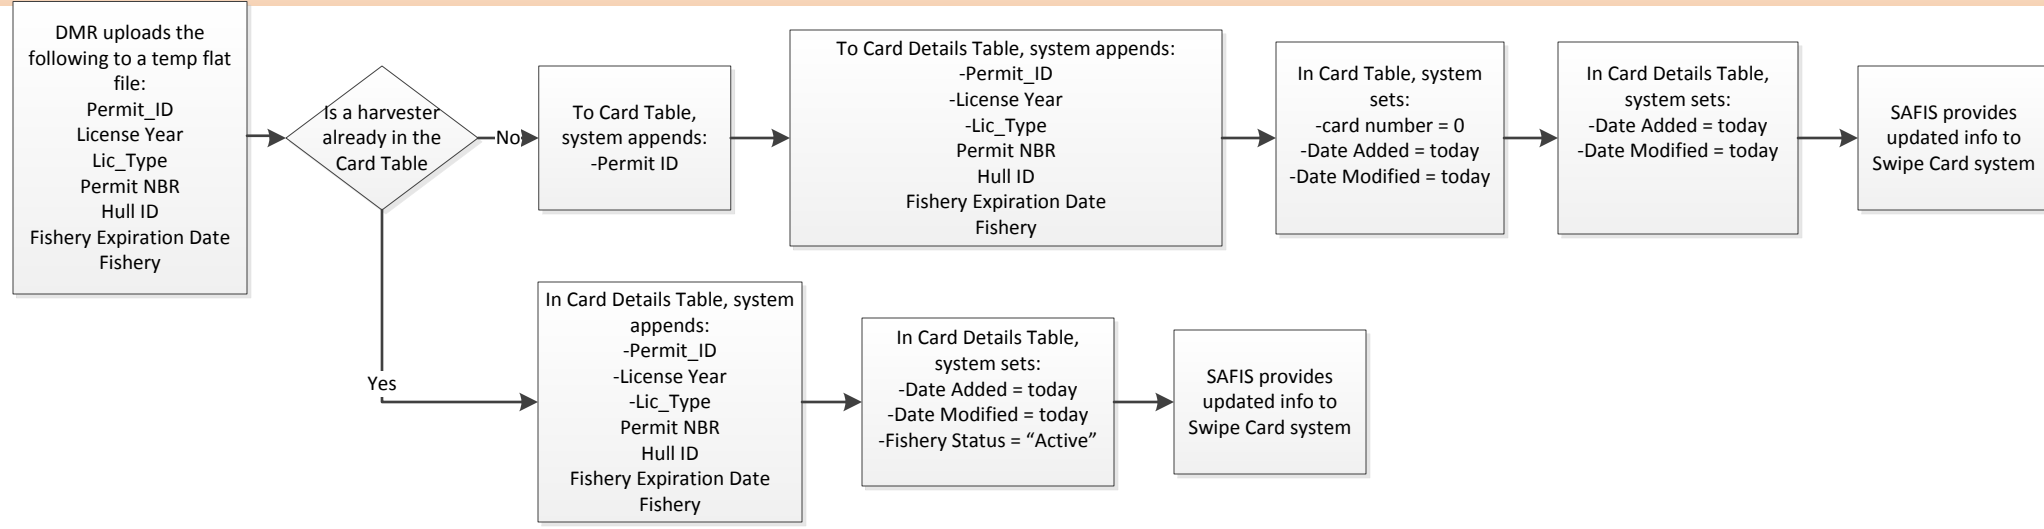 DMR uploads the
following to a temp flat
file:
Permit_ID
License Year
Lic_Type
Permit NBR
Hull ID
Fishery Expiration Date
Fishery
Is a harvester
already in the
Card Table
No
To Card Table,
system appends:
-Permit ID
To Card Details Table, system appends:
-Permit_ID
-License Year
-Lic_Type
Permit NBR
Hull ID
Fishery Expiration Date
Fishery
In Card Table, system
sets:
-card number = 0
-Date Added = today
-Date Modified = today
In Card Details Table,
system sets:
-Date Added = today
-Date Modified = today
SAFIS provides
updated info to
Swipe Card system
Yes
In Card Details Table, system
appends:
-Permit_ID
-License Year
-Lic_Type
Permit NBR
Hull ID
Fishery Expiration Date
Fishery
In Card Details Table,
system sets:
-Date Added = today
-Date Modified = today
-Fishery Status = “Active”
SAFIS provides
updated info to
Swipe Card system